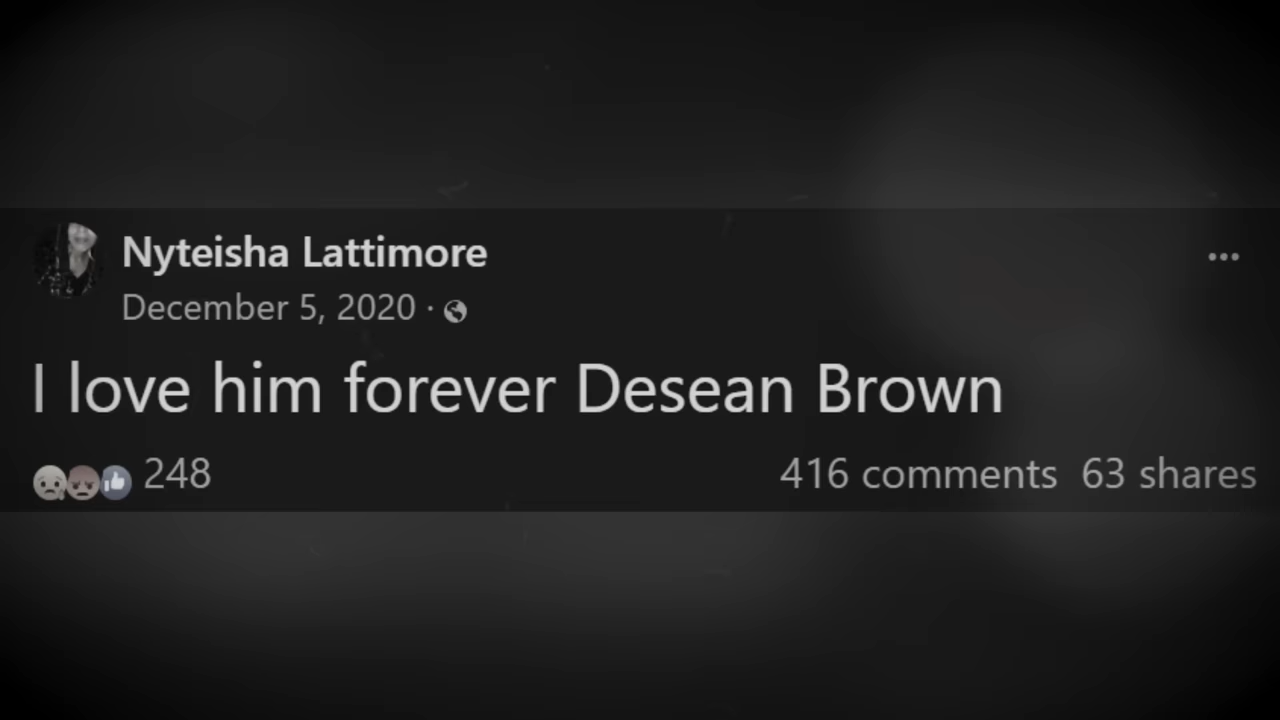 Nyteisha Lattimore
December 5, 2020 ·
I love him forever Desean Brown
248 416 comments 63 shares